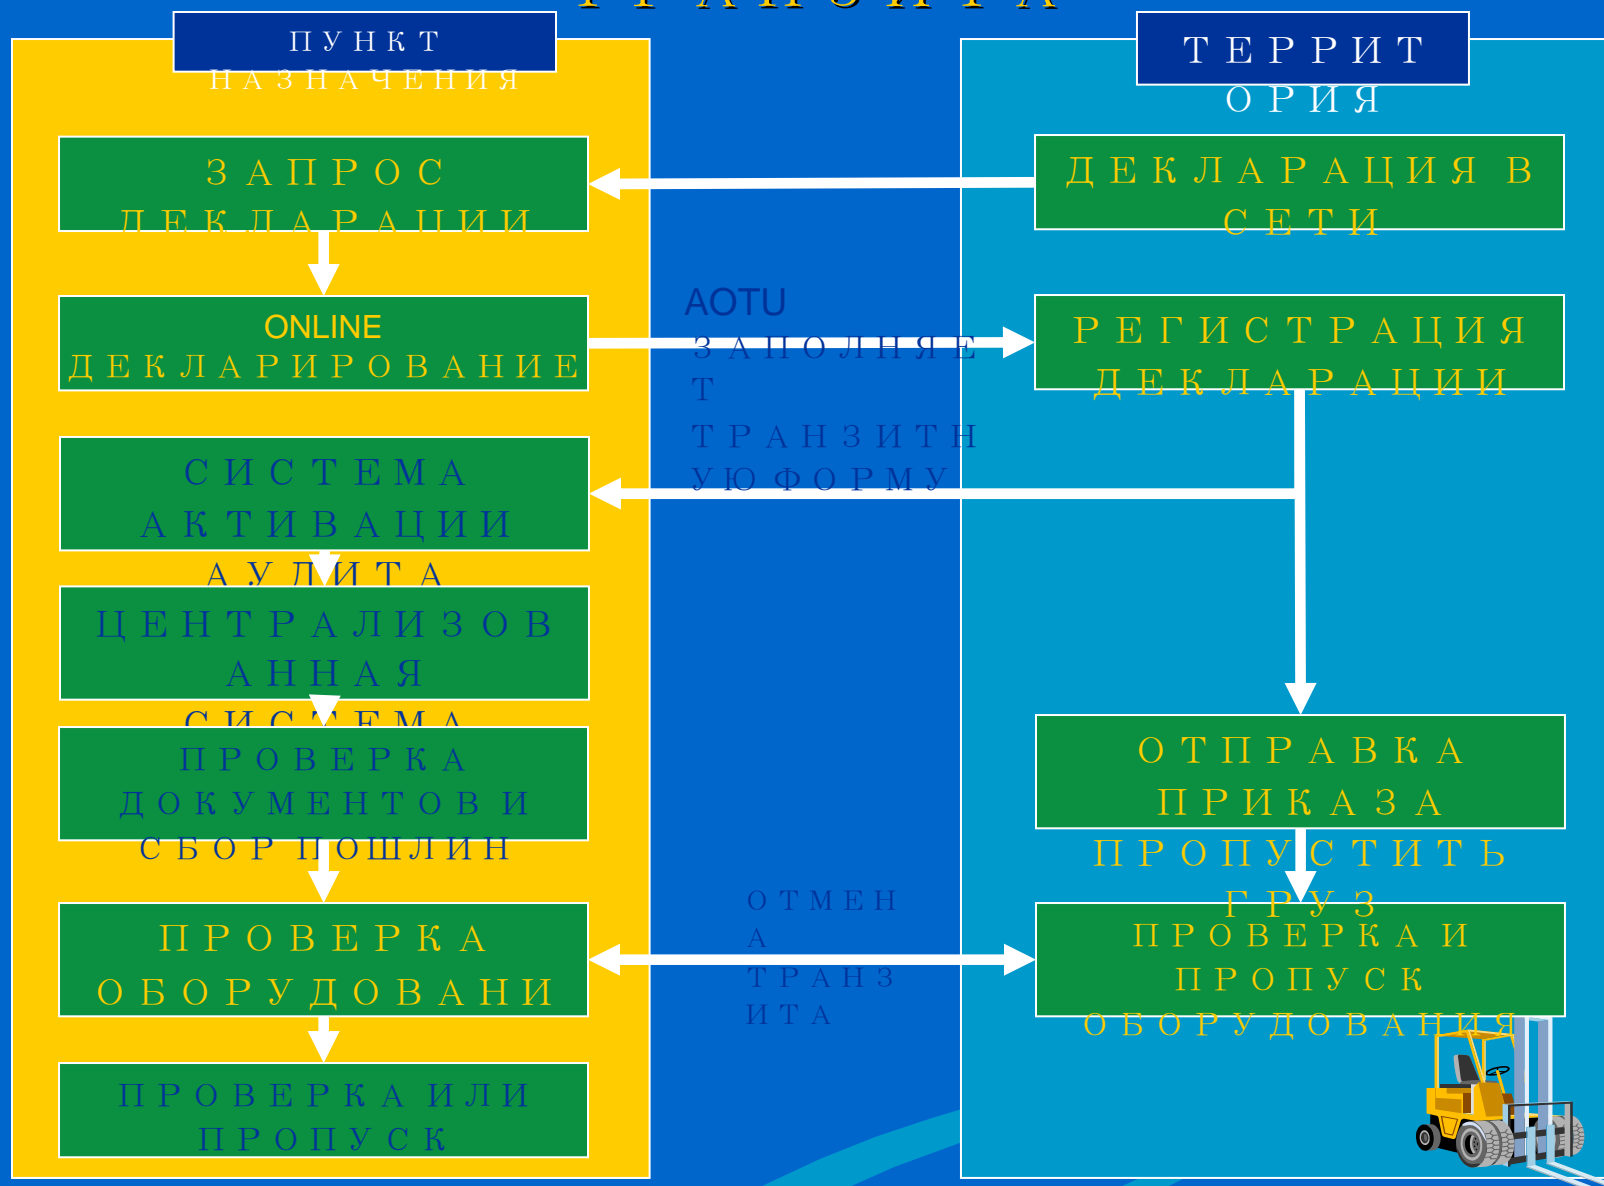 ТРАНЗИТА
ПУНКТ
НАЗНАЧЕНИЯ
ЗАПРОС
ДЕКЛАРАЦИИ
ONLINE
ДЕКЛАРИРОВАНИЕ
СИСТЕМА
АКТИВАЦИИ
АУДИТА
ЦЕНТРАЛИЗОВ
АННАЯ
СИСТЕМА
ПРОВЕРКА
ДОКУМЕНТОВ И
СБОР ПОШЛИН
ПРОВЕРКА
ОБОРУДОВАНИ
ПРОВЕРКА ИЛИ
ПРОПУСК
AOTU
ЗАПОЛНЯЕ
Т
ТРАНЗИТН
УЮ ФОРМУ
ОТМЕН
А
ТРАНЗ
ИТА
ТЕРРИТ
ОРИЯ
ДЕКЛАРАЦИЯ В
СЕТИ
РЕГИСТРАЦИЯ
ДЕКЛАРАЦИИ
ОТПРАВКА
ПРИКАЗА
ПРОПУСТИТЬ
ГРУЗ
ПРОВЕРКА И
ПРОПУСК
ОБОРУДОВАНИЯ